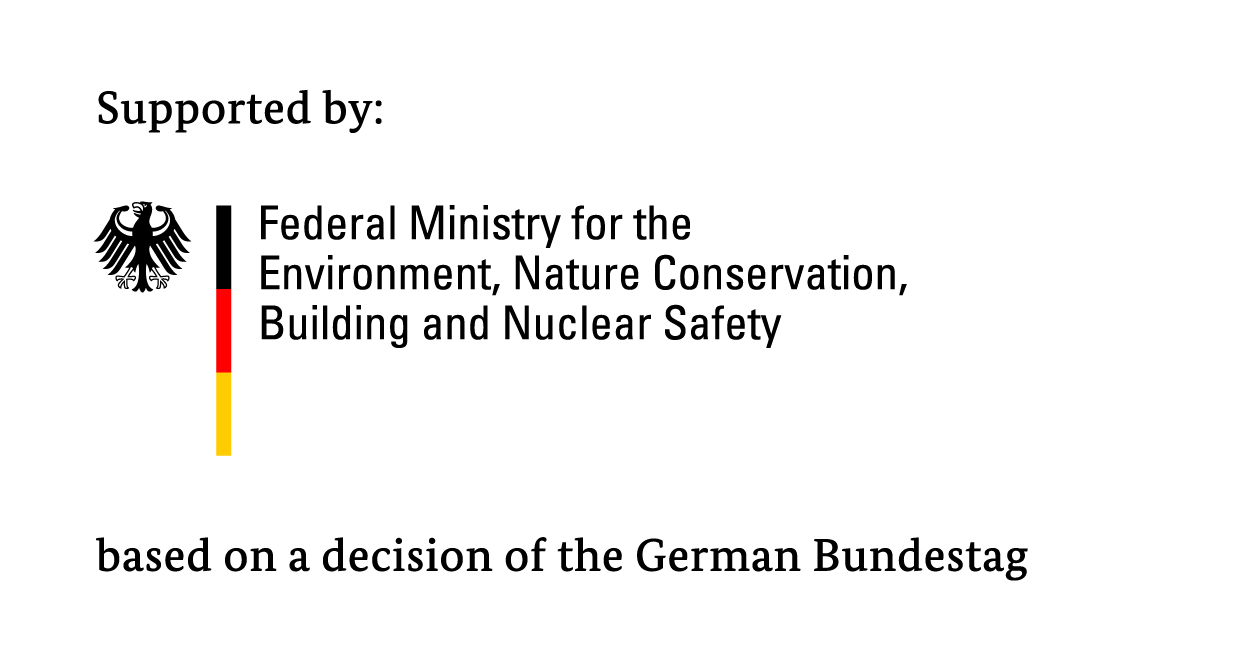 Supported by:
Federal Ministry for the
Environment, Nature Conservation,
Building and Nuclear Safety
based on a decision of the German Bundestag